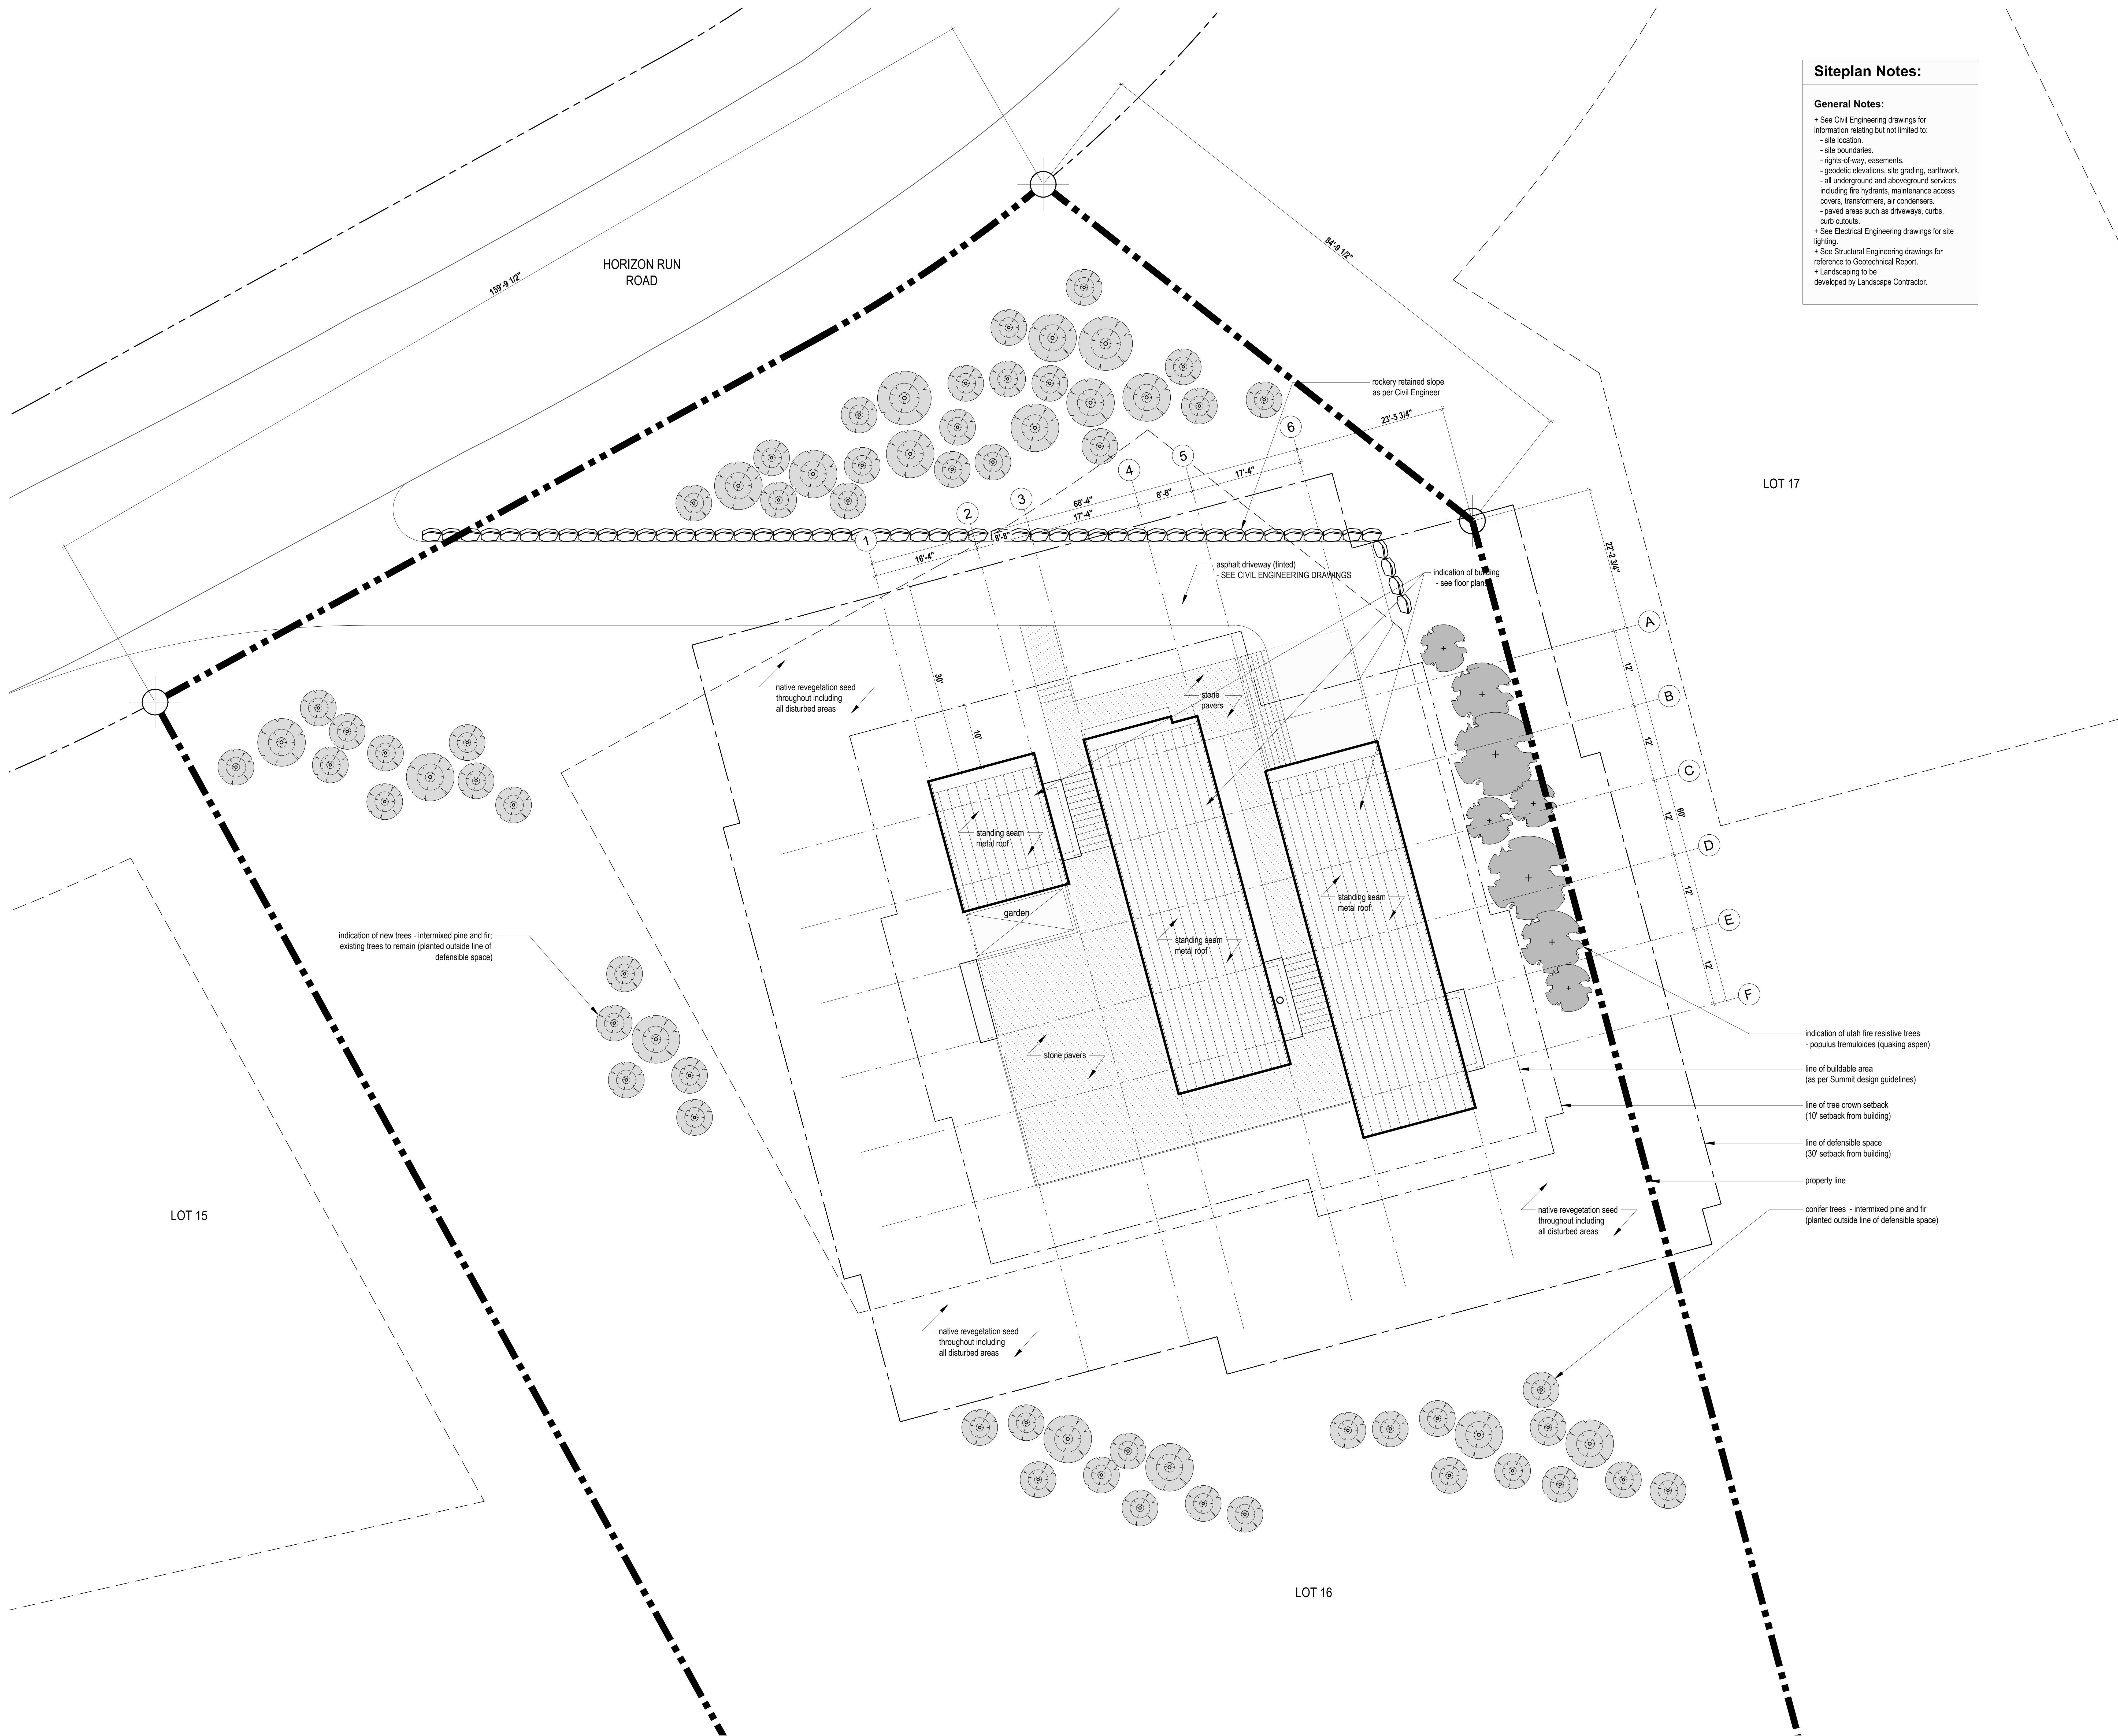 Siteplan Notes:
General Notes:
+ See Civil Engineering drawings for
information relating but not limited to:
- site location.
- site boundaries.
- rights-of-way, easements.
- geodetic elevations, site grading, earthwork.
- all underground and aboveground services
including fire hydrants, maintenance access
covers, transformers, air condensers.
- paved areas such as driveways, curbs,
curb cutouts.
+ See Electrical Engineering drawings for site
lighting.
+ See Structural Engineering drawings for
reference to Geotechnical Report.
+ Landscaping to be
developed by Landscape Contractor.
HORIZON RUN
ROAD
159'-9 1/2"
84'-9 1/2"
rockery retained slope
as per Civil Engineer
23'-5 3/4"
6
5
4
3
2
1
17'-4"
8'-8"
68'-4"
17'-4"
8'-8"
16'-4"
LOT 17
22'-2 3/4"
asphalt driveway (tinted)
- SEE CIVIL ENGINEERING DRAWINGS
indication of building
- see floor plans
A
B
C
D
E
F
12'
12'
12'
12'
12'
60'
native revegetation seed
throughout including
all disturbed areas
30'
10'
stone
pavers
standing seam
metal roof
garden
standing seam
metal roof
standing seam
metal roof
stone pavers
indication of new trees - intermixed pine and fir;
existing trees to remain (planted outside line of
defensible space)
indication of utah fire resistive trees
- populus tremuloides (quaking aspen)
line of buildable area
(as per Summit design guidelines)
line of tree crown setback
(10' setback from building)
line of defensible space
(30' setback from building)
property line
conifer trees - intermixed pine and fir
(planted outside line of defensible space)
native revegetation seed
throughout including
all disturbed areas
native revegetation seed
throughout including
all disturbed areas
LOT 15
LOT 16